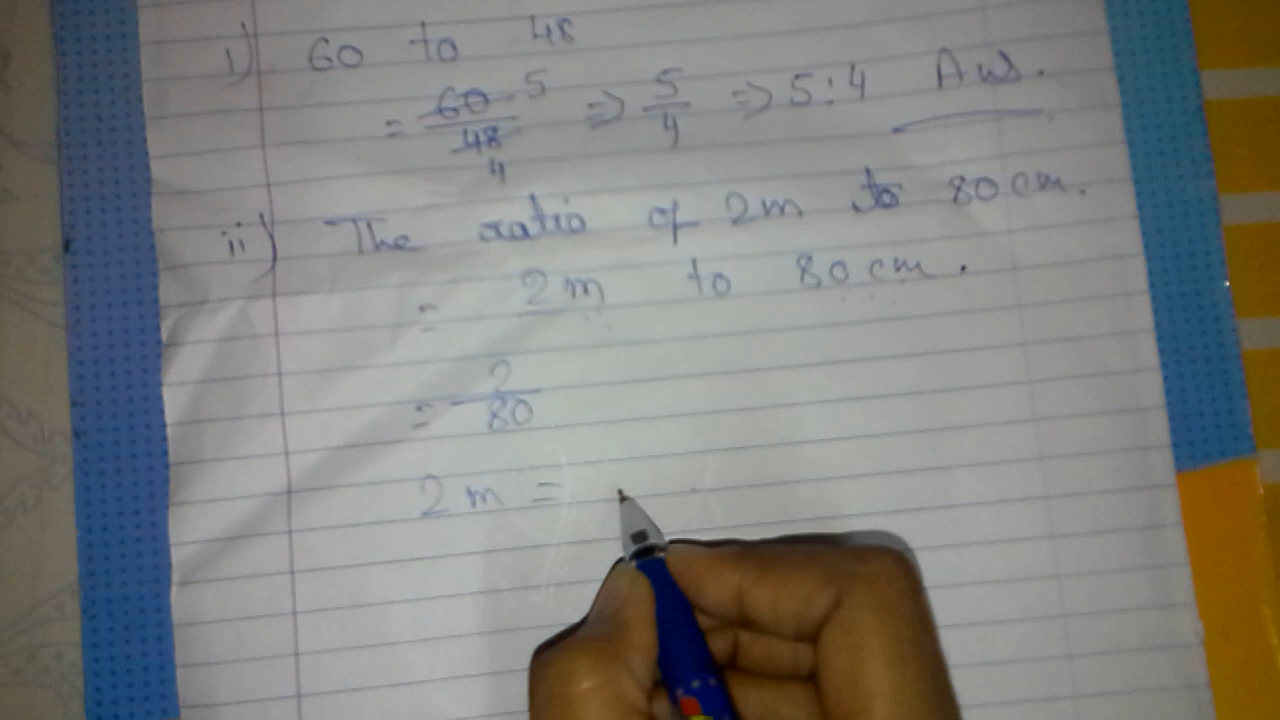 i) 60 to 48
= 60/48 5/4 => 5/4 => 5:4 Ans.
ii) The ratio of 2m to 80cm.
= 2m to 80cm.
= 2/80
2m =